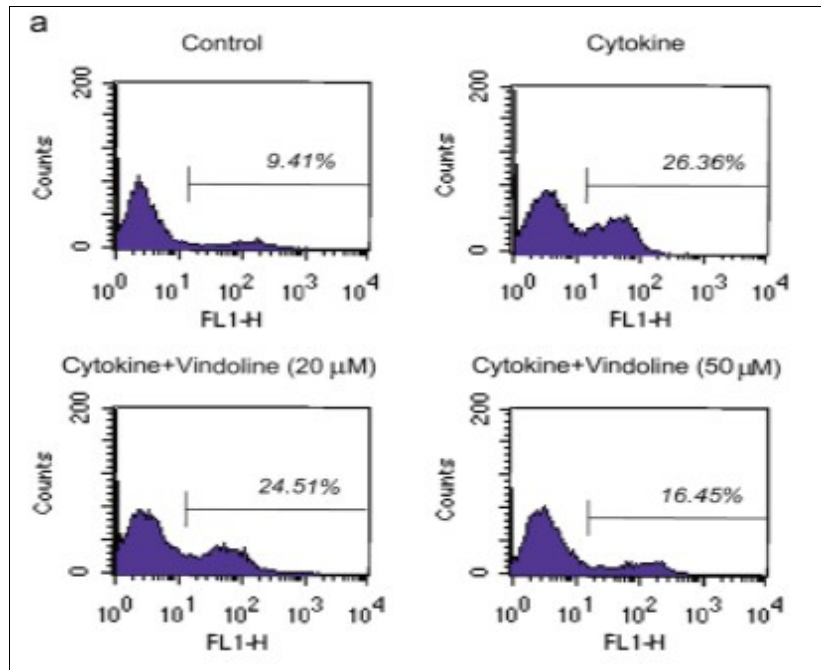 a
Control
200
Counts
0
9.41%
10^0 10^1 10^2 10^3 10^4
FL1-H
Cytokine
200
Counts
0
26.36%
10^0 10^1 10^2 10^3 10^4
FL1-H
Cytokine+Vindoline (20 μM)
200
Counts
0
24.51%
10^0 10^1 10^2 10^3 10^4
FL1-H
Cytokine+Vindoline (50 μM)
200
Counts
0
16.45%
10^0 10^1 10^2 10^3 10^4
FL1-H